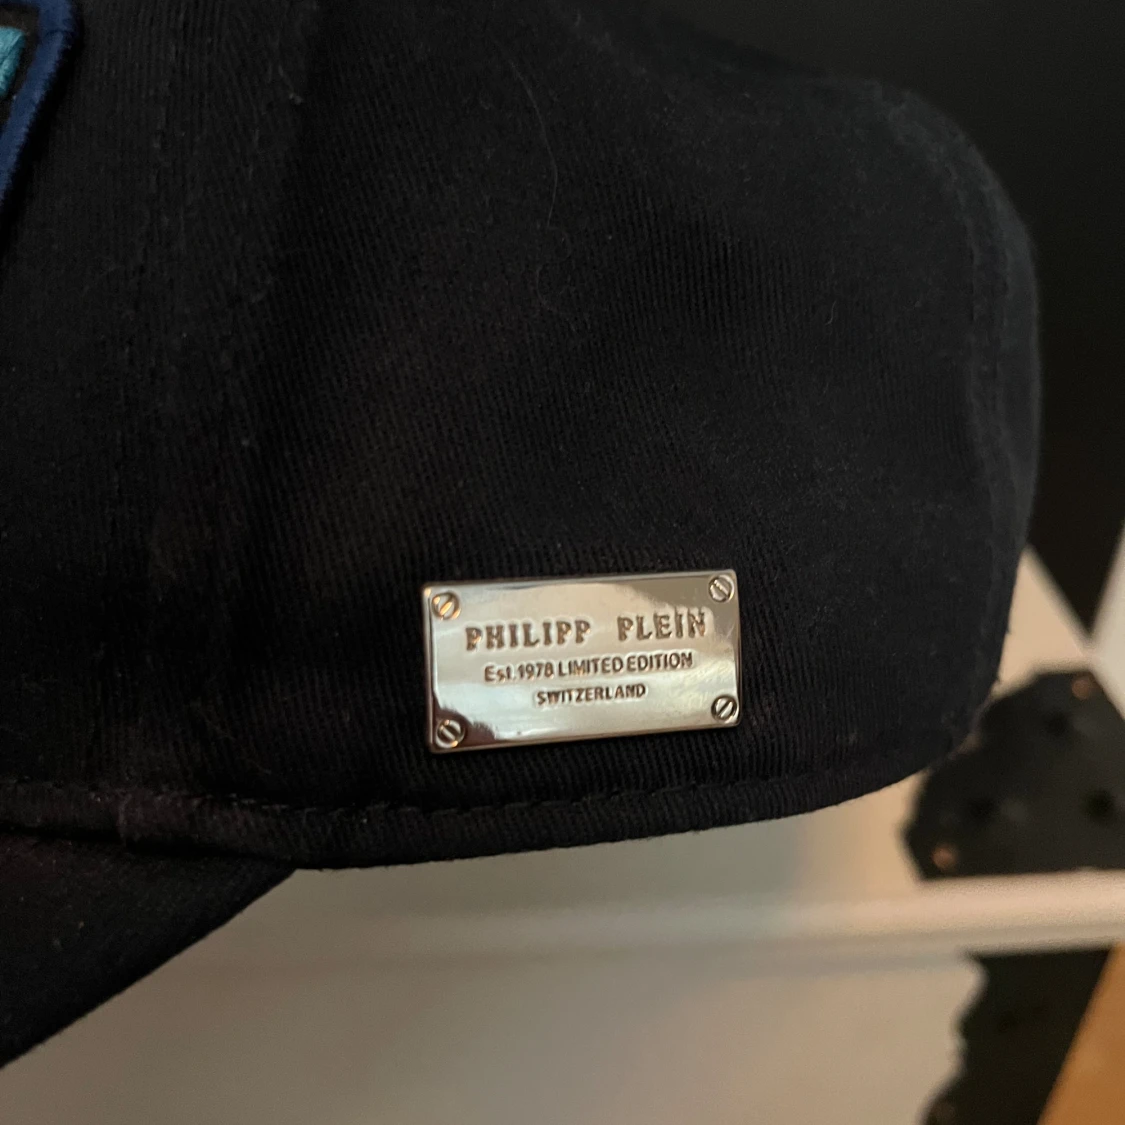 PHILIPP PLEIN
Est.1978 LIMITED EDITION
SWITZERLAND